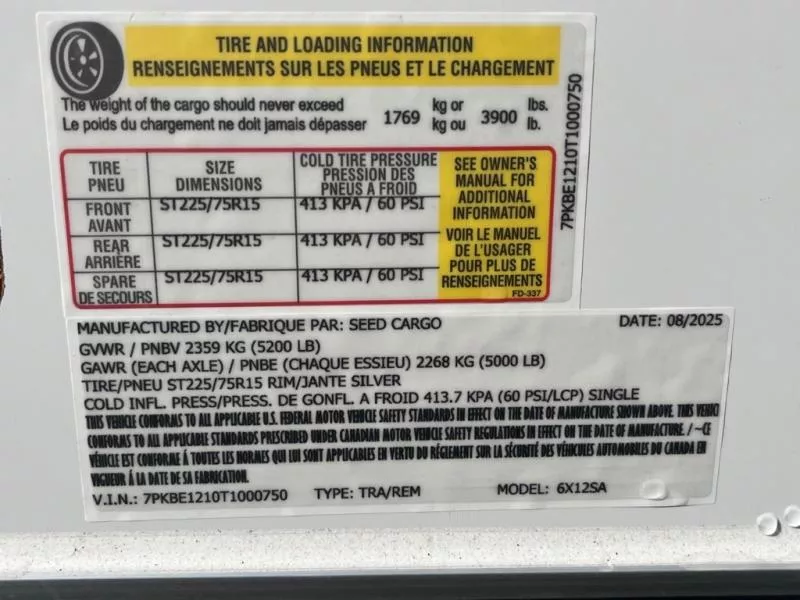 TIRE AND LOADING INFORMATION
RENSEIGNEMENTS SUR LES PNEUS ET LE CHARGEMENT
The weight of the cargo should never exceed 1769 kg or 3900 lbs.
Le poids du chargement ne doit jamais dépasser kg ou lb.
TIRE PNEU SIZE DIMENSIONS COLD TIRE PRESSURE PRESSION DES PNEUS A FROID
FRONT AVANT ST225/75R15 413 KPA / 60 PSI
REAR ARRIÈRE ST225/75R15 413 KPA / 60 PSI
SPARE DE SECOURS ST225/75R15 413 KPA / 60 PSI
SEE OWNER'S
MANUAL FOR
ADDITIONAL
INFORMATION
VOIR LE MANUEL
DE L'USAGER
POUR PLUS DE
RENSEIGNEMENTS
FD-337
7PKBE1210T1000750
MANUFACTURED BY/FABRIQUE PAR: SEED CARGO DATE: 08/2025
GVWR / PNBV 2359 KG (5200 LB)
GAWR (EACH AXLE) / PNBE (CHAQUE ESSIEU) 2268 KG (5000 LB)
TIRE/PNEU ST225/75R15 RIM/JANTE SILVER
COLD INFL. PRESS/PRESS. DE GONFL. A FROID 413.7 KPA (60 PSI/LCP) SINGLE
THIS VEHICLE CONFORMS TO ALL APPLICABLE U.S. FEDERAL MOTOR VEHICLE SAFETY STANDARDS IN EFFECT ON THE DATE OF MANUFACTURE SHOWN ABOVE. THIS VEHICL
CONFORMS TO ALL APPLICABLE STANDARDS PRESCRIBED UNDER CANADIAN MOTOR VEHICLE SAFETY REGULATIONS IN EFFECT ON THE DATE OF MANUFACTURE. / ~CE
VÉHICLE EST CONFORME À TOUTES LES NORMES QUI LUI SONT APPLICABLES EN VERTU DU RÉGLEMENT SUR LA SÉCURITÉ DES VÉHICULES AUTOMOBILES DU CANADA EN
VIGUEUR À LA DATE DE SA FABRICATION.
V.I.N.: 7PKBE1210T1000750 TYPE: TRA/REM MODEL: 6X12SA